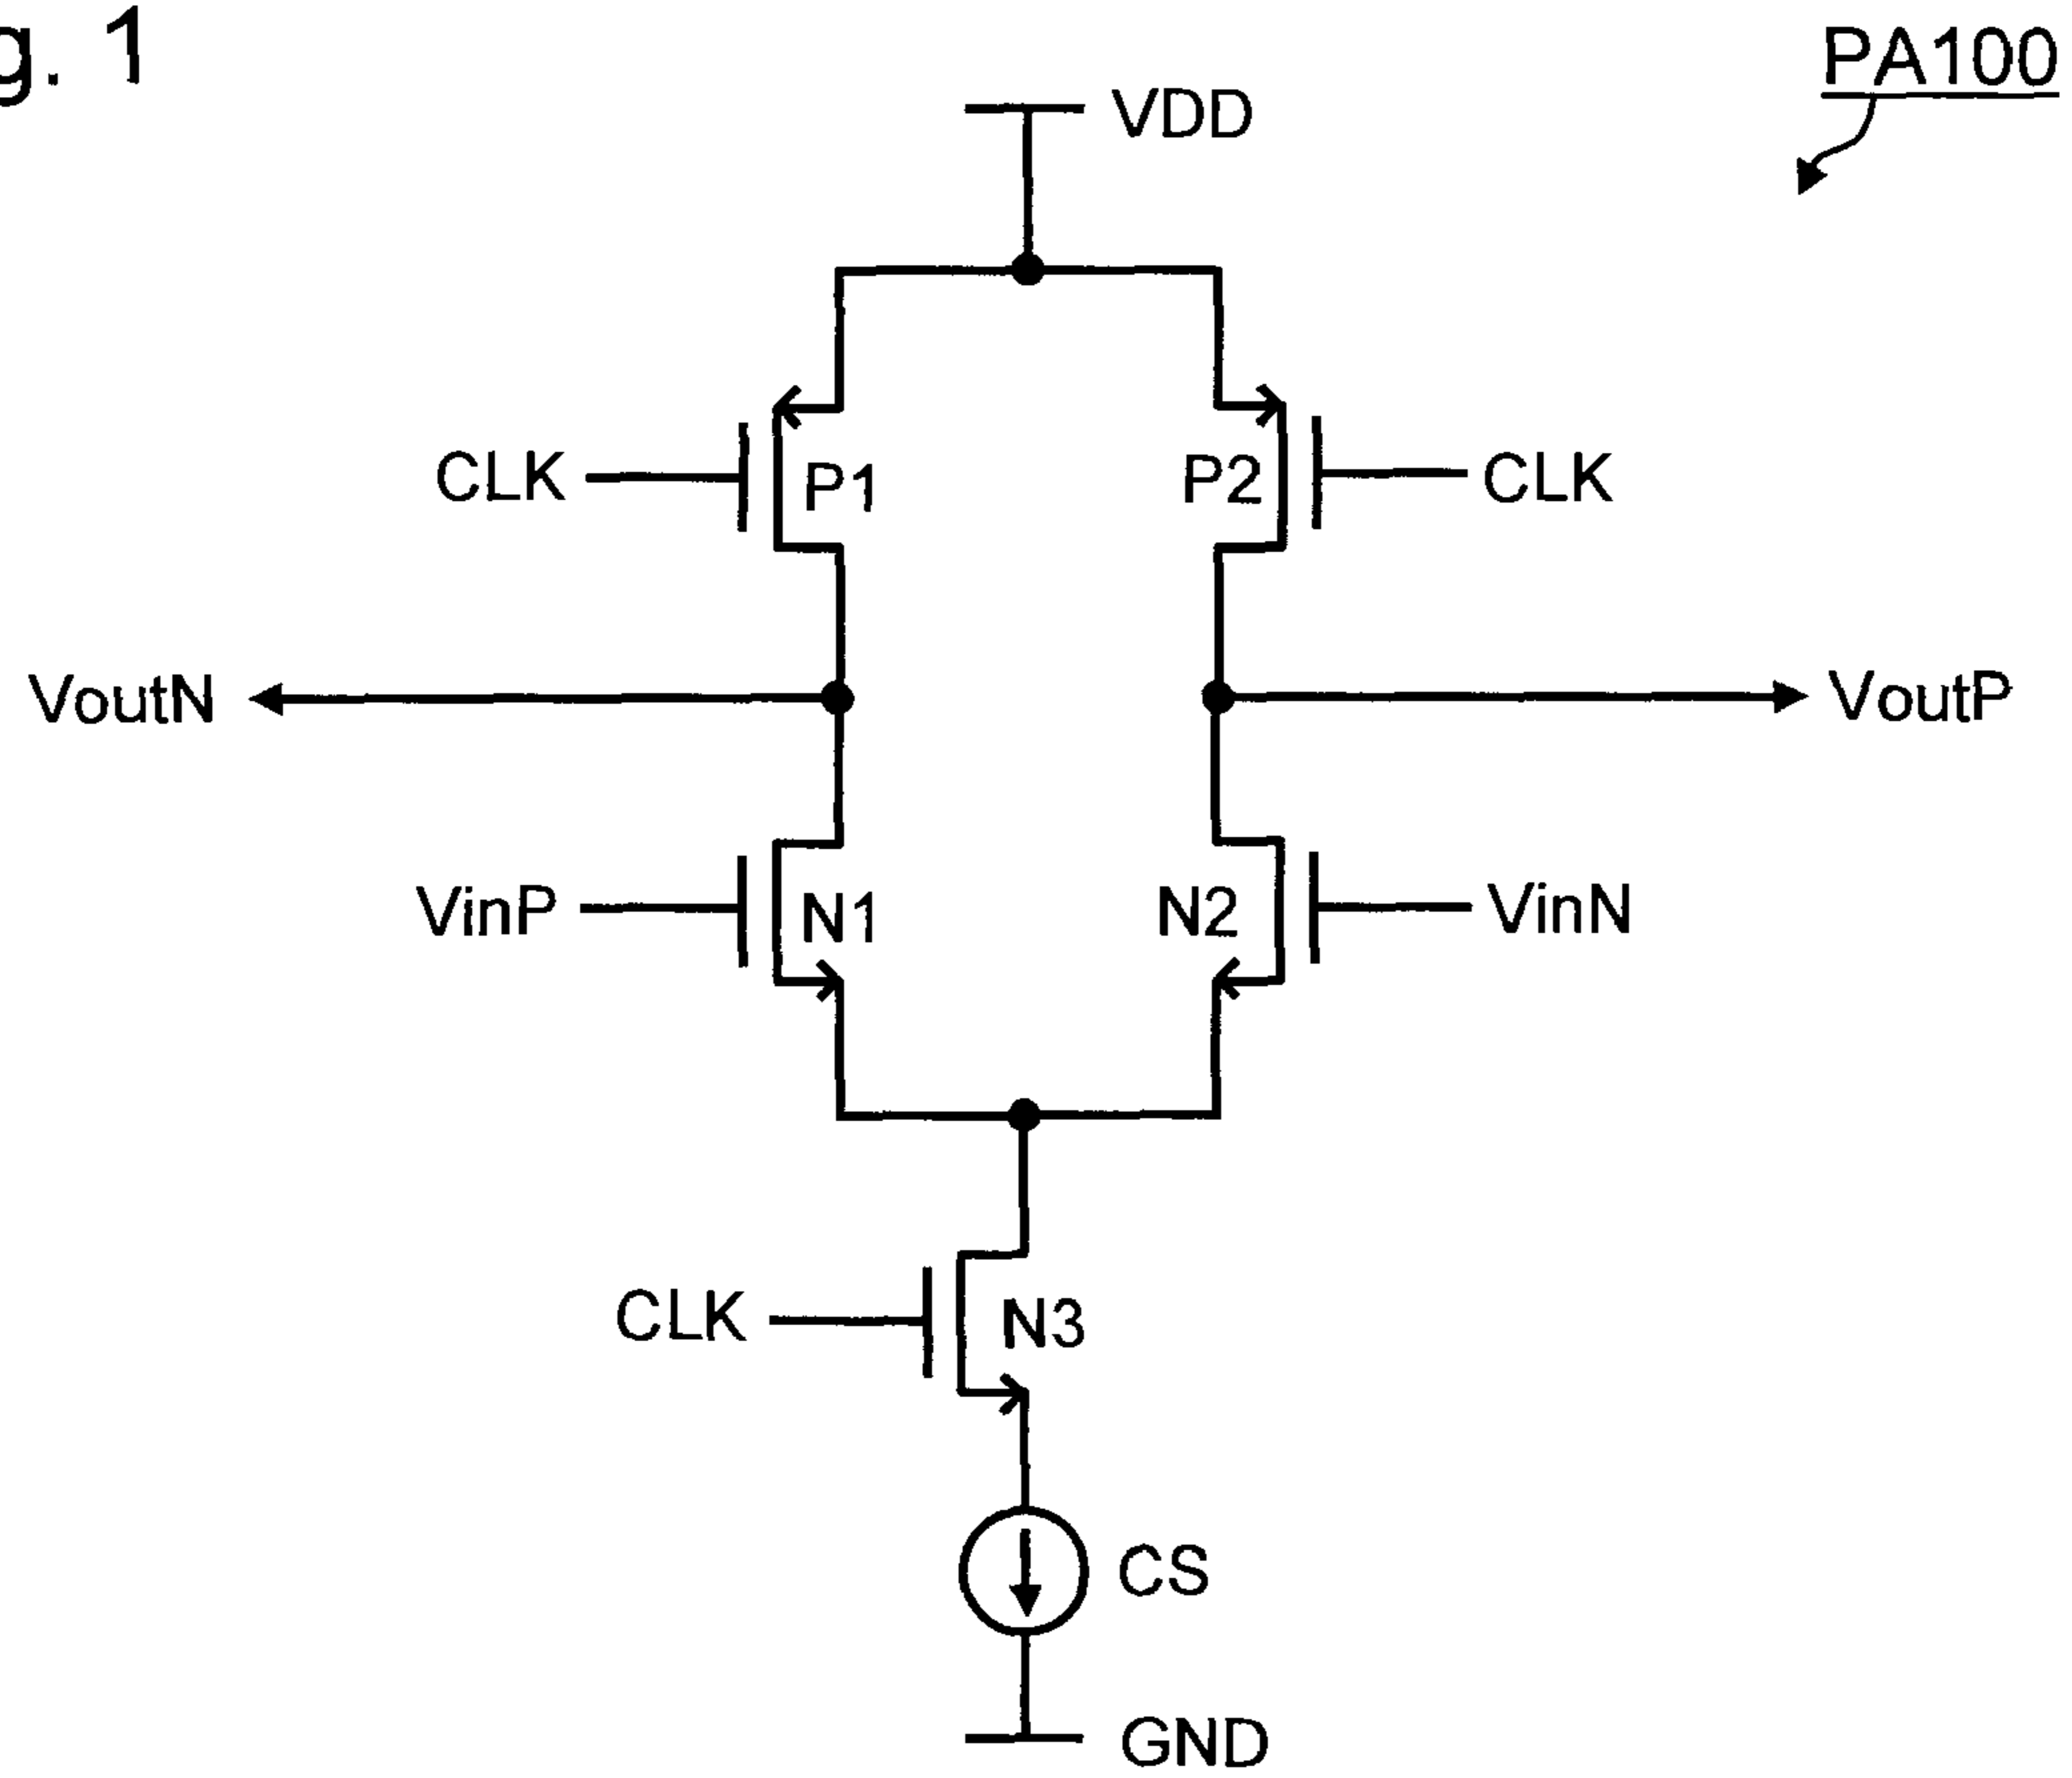 g. 1
PA100
VDD
CLK
P1
P2
CLK
VoutN
VoutP
VinP
N1
N2
VinN
CLK
N3
CS
GND